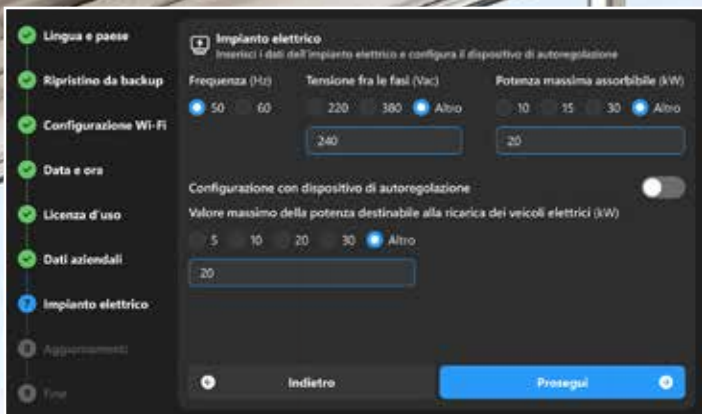 Lingua e paese
Ripristino da backup
Configurazione Wi-Fi
Data e ora
Licenza d'uso
Dati aziendali
7 Impianto elettrico
8 Aggiornamenti
9 Fine
Impianto elettrico
Inserisci i dati dell'impianto elettrico e configura il dispositivo di autoregolazione
Frequenza (Hz) Tensione fra le fasi (Vac) Potenza massima assorbibile (kW)
50 60 220 380 Altro 10 15 30 Altro
240 20
Configurazione con dispositivo di autoregolazione
Valore massimo della potenza destinabile alla ricarica dei veicoli elettrici (kW)
5 10 20 30 Altro
20
Indietro Prosegui